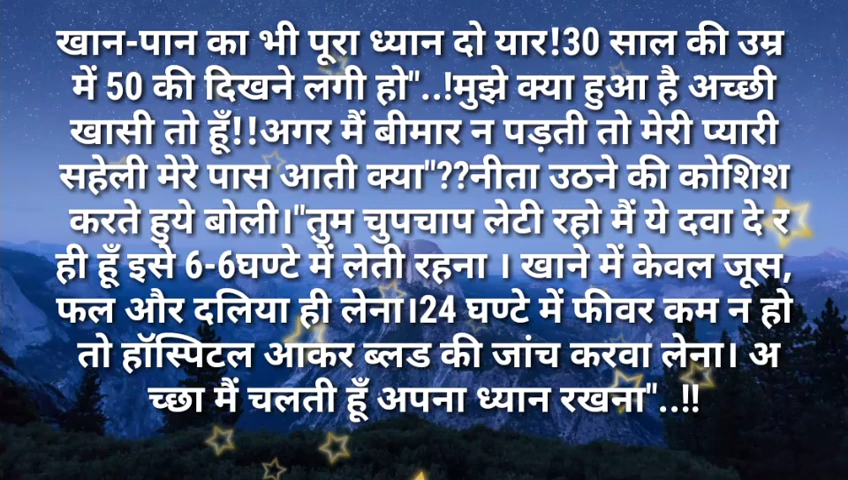 खान-पान का भी पूरा ध्यान दो यार!30 साल की उम्र
में 50 की दिखने लगी हो"..!मुझे क्या हुआ है अच्छी
खासी तो हूँ!!अगर मैं बीमार न पड़ती तो मेरी प्यारी
सहेली मेरे पास आती क्या"??नीता उठने की कोशिश
करते हुये बोली।"तुम चुपचाप लेटी रहो मैं ये दवा दे र
ही हूँ इसे 6-6घण्टे में लेती रहना । खाने में केवल जूस,
फल और दलिया ही लेना।24 घण्टे में फीवर कम न हो
तो हॉस्पिटल आकर ब्लड की जांच करवा लेना। अ
च्छा मैं चलती हूँ अपना ध्यान रखना"..!!